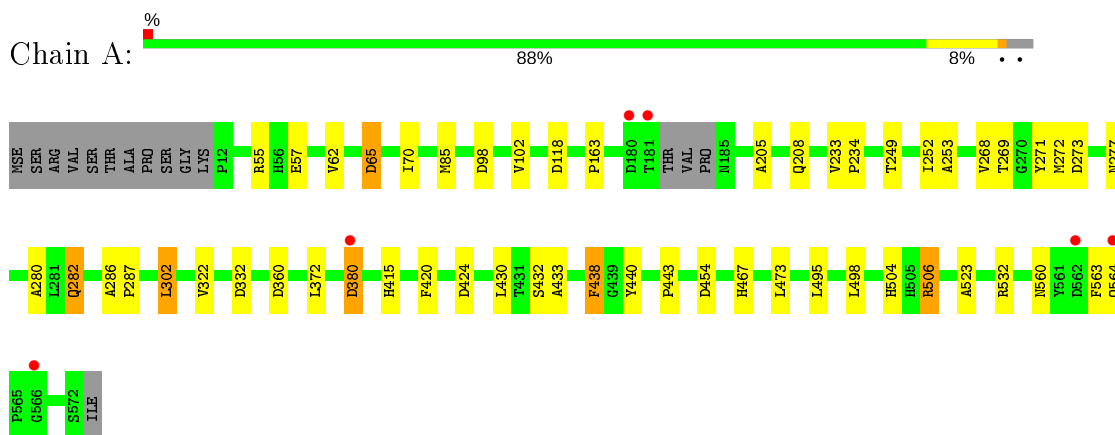 %
Chain A:
88% 8% • •
MSE SER ARG VAL SER THR ALA PRO SER GLY LYS P12 R55 H56 E57 V62 D65 I70 M85 D98 V102 D118 P163 D180 T181 THR VAL PRO N185 A205 Q208 V233 P234 T249 I252 A253 V268 T269 G270 Y271 M272 D273 N277
A280 L281 Q282 A286 P287 L302 V322 D332 D360 L372 D380 H415 F420 D424 L430 T431 S432 A433 F438 G439 Y440 P443 D454 H467 L473 L495 L498 H504 H505 R506 A523 R532 N560 Y561 D562 F563 Q564
P565 G566 S572 ILE